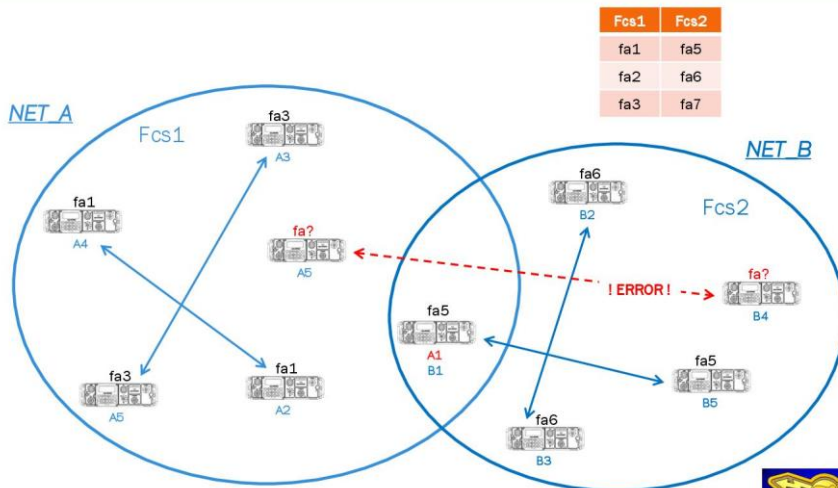 Fcs1 Fcs2
fa1 fa5
fa2 fa6
fa3 fa7
NET_A
Fcs1
fa3
A3
NET_B
fa6
B2
Fcs2
fa1
A4
fa?
A5
! ERROR !
fa?
B4
fa5
A1
B1
fa3
A5
fa1
A2
fa5
B5
fa6
B3